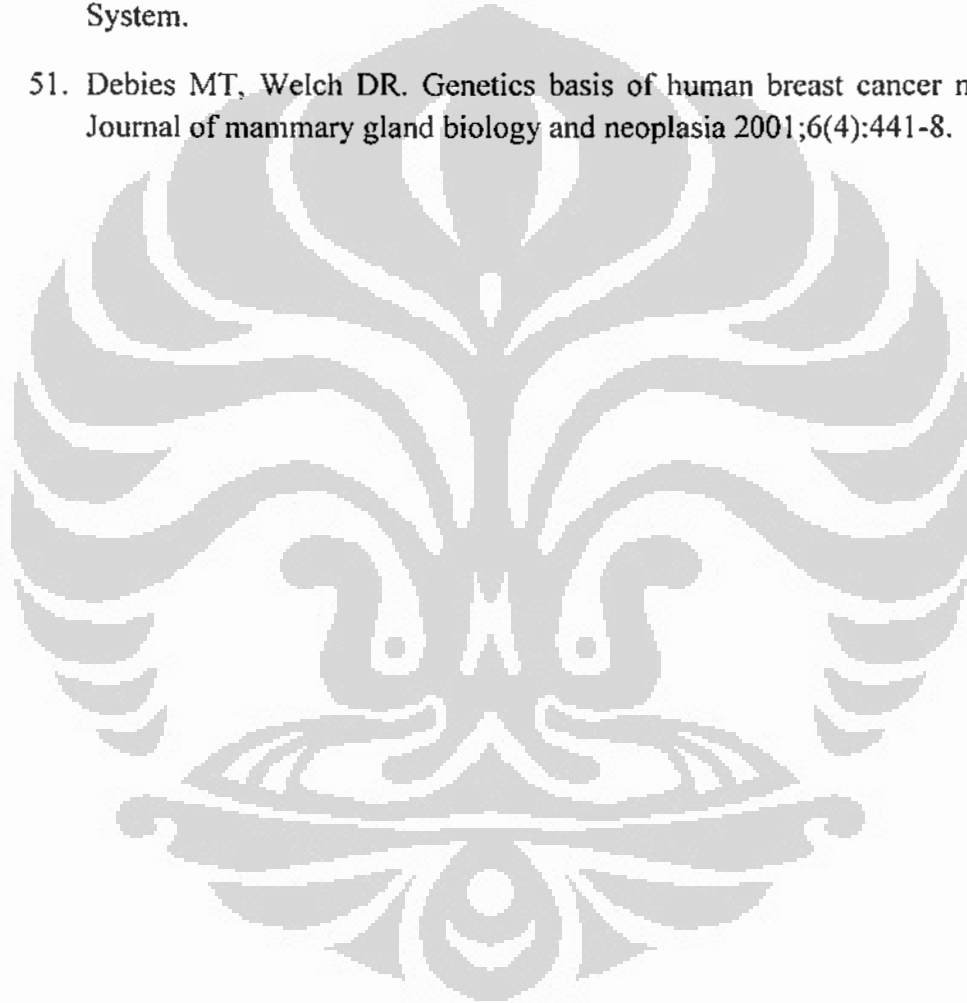 System.
51. Debies MT, Welch DR. Genetics basis of human breast cancer
Journal of mammary gland biology and neoplasia 2001;6(4):441-8.